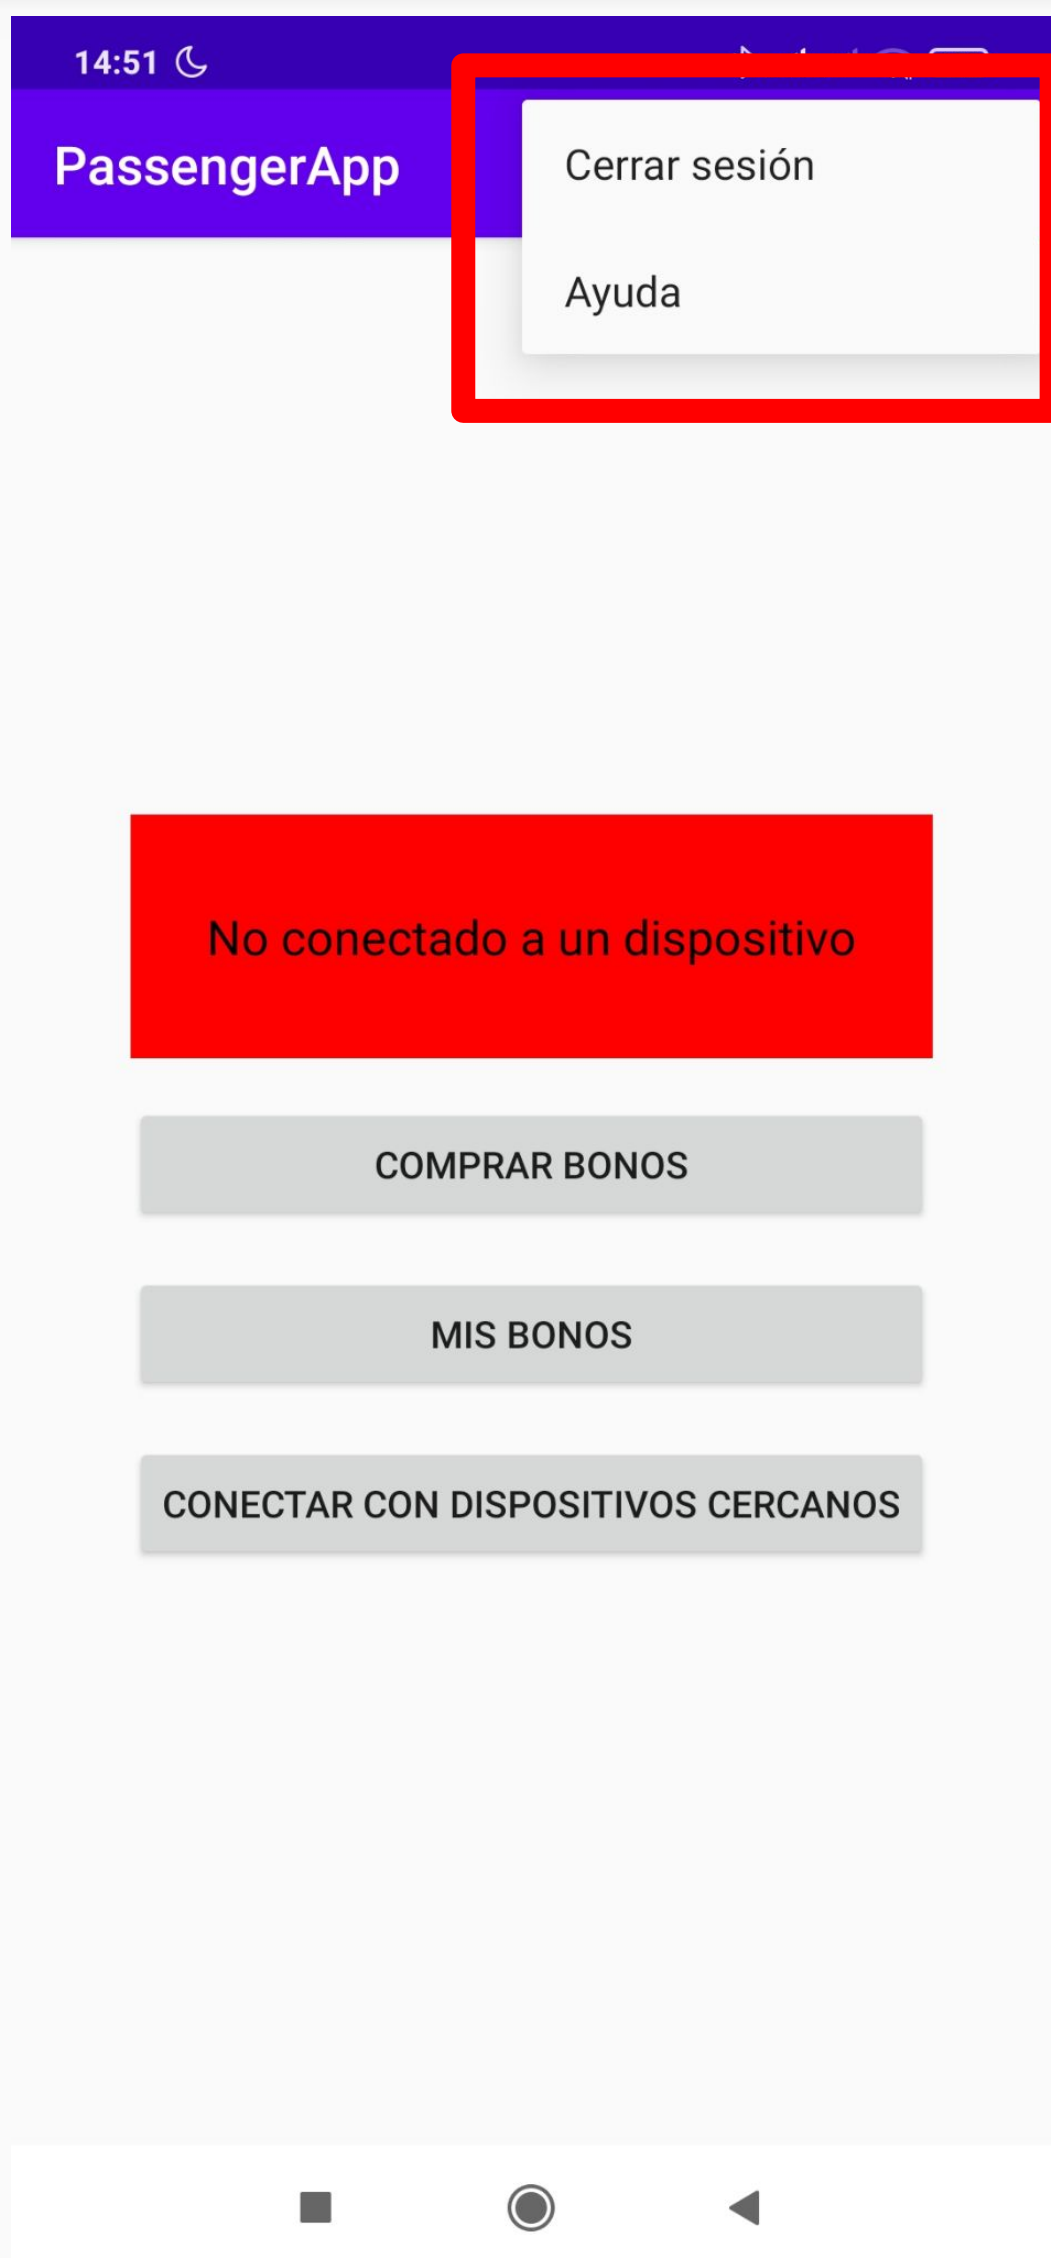 14:51
PassengerApp
Cerrar sesión
Ayuda
No conectado a un dispositivo
COMPRAR BONOS
MIS BONOS
CONECTAR CON DISPOSITIVOS CERCANOS